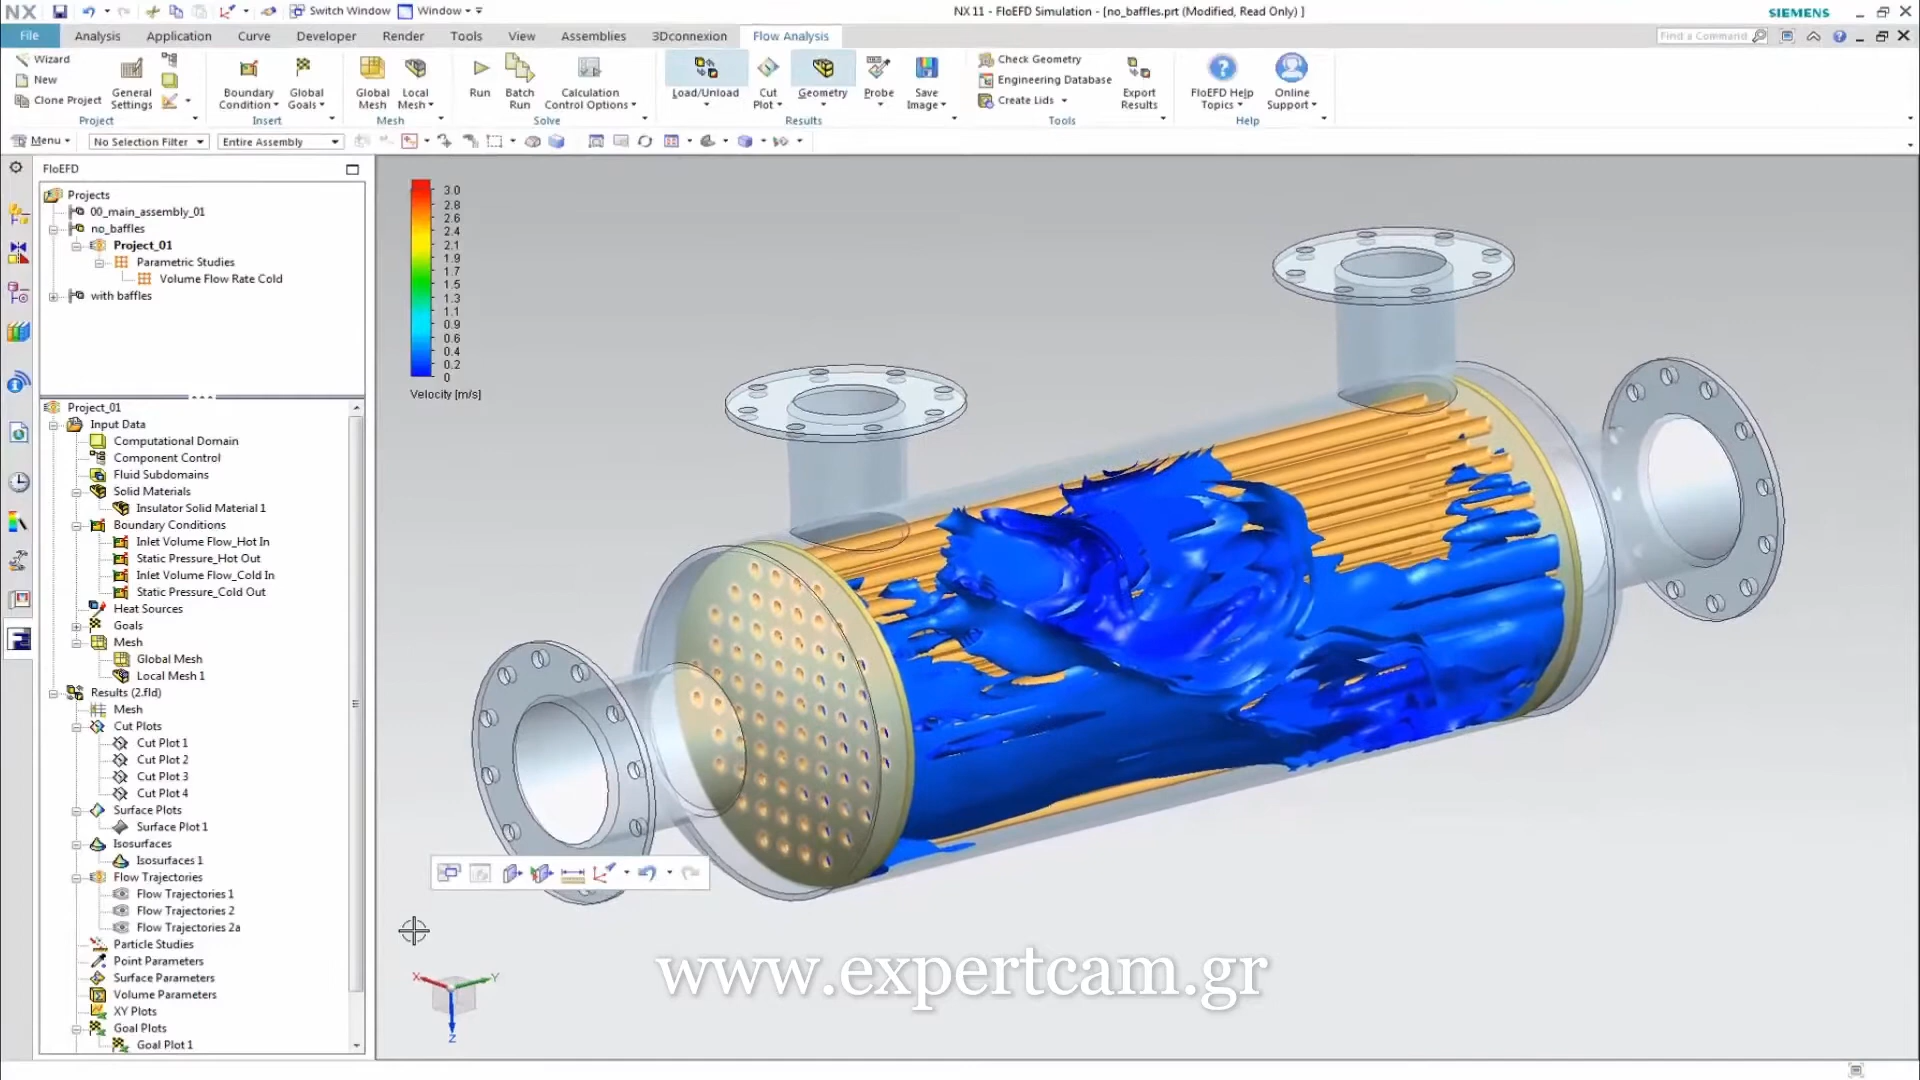 NX
Switch Window
Window
NX 11 - FloEFD Simulation - [no_baffles.prt (Modified, Read Only) ]
SIEMENS
File
Analysis
Application
Curve
Developer
Render
Tools
View
Assemblies
3Dconnexion
Flow Analysis
Find a Command
Wizard
New
Clone Project
General Settings
Project
Boundary Condition
Global Goals
Insert
Global Mesh
Local Mesh
Mesh
Run
Batch Run
Calculation Control Options
Solve
Load/Unload
Cut Plot
Geometry
Probe
Save Image
Results
Check Geometry
Engineering Database
Create Lids
Export Results
Tools
FloEFD Help Topics
Online Support
Help
Menu
No Selection Filter
Entire Assembly
FloEFD
Projects
00_main_assembly_01
no_baffles
Project_01
Parametric Studies
Volume Flow Rate Cold
with baffles
Project_01
Input Data
Computational Domain
Component Control
Fluid Subdomains
Solid Materials
Insulator Solid Material 1
Boundary Conditions
Inlet Volume Flow_Hot In
Static Pressure_Hot Out
Inlet Volume Flow_Cold In
Static Pressure_Cold Out
Heat Sources
Goals
Mesh
Global Mesh
Local Mesh 1
Results (2.fld)
Mesh
Cut Plots
Cut Plot 1
Cut Plot 2
Cut Plot 3
Cut Plot 4
Surface Plots
Surface Plot 1
Isosurfaces
Isosurfaces 1
Flow Trajectories
Flow Trajectories 1
Flow Trajectories 2
Flow Trajectories 2a
Particle Studies
Point Parameters
Surface Parameters
Volume Parameters
XY Plots
Goal Plots
Goal Plot 1
3.0
2.8
2.6
2.4
2.1
1.9
1.7
1.5
1.3
1.1
0.9
0.6
0.4
0.2
0
Velocity [m/s]
X
Y
Z
www.expertcam.gr